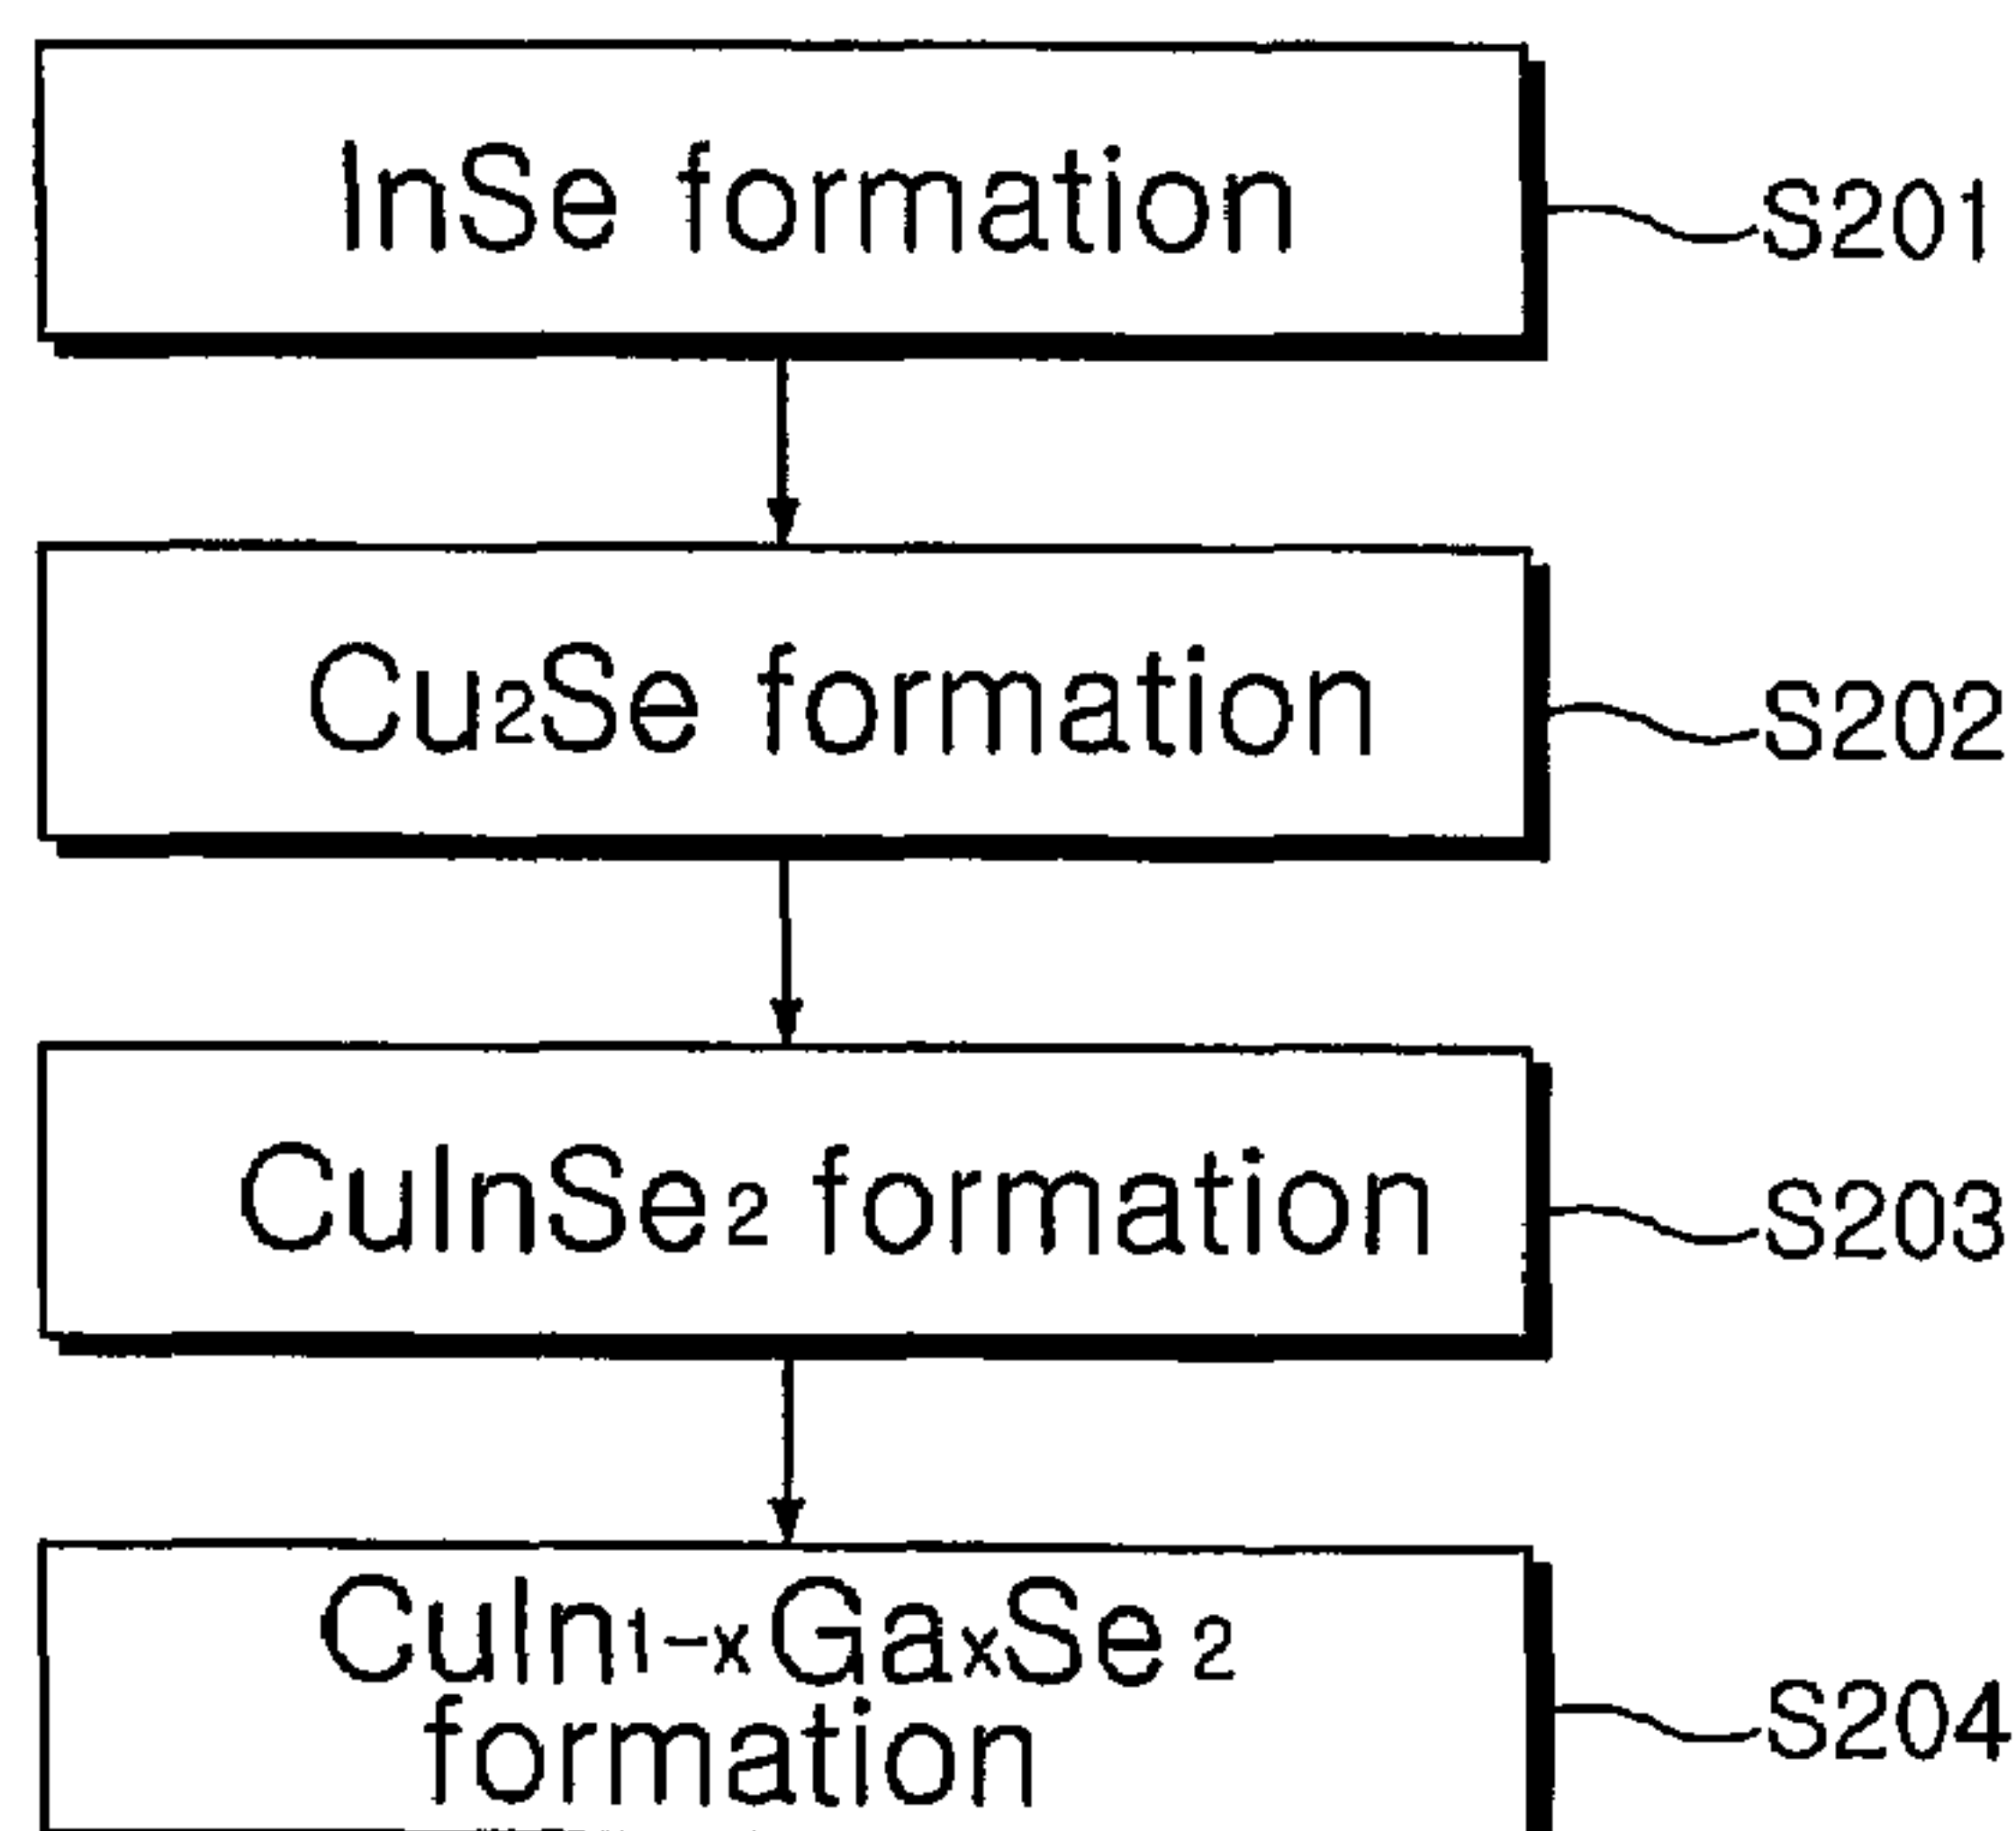 InSe formation
S201
Cu₂Se formation
S202
CuInSe₂ formation
S203
CuIn₁₋ₓGaₓSe₂
formation
S204